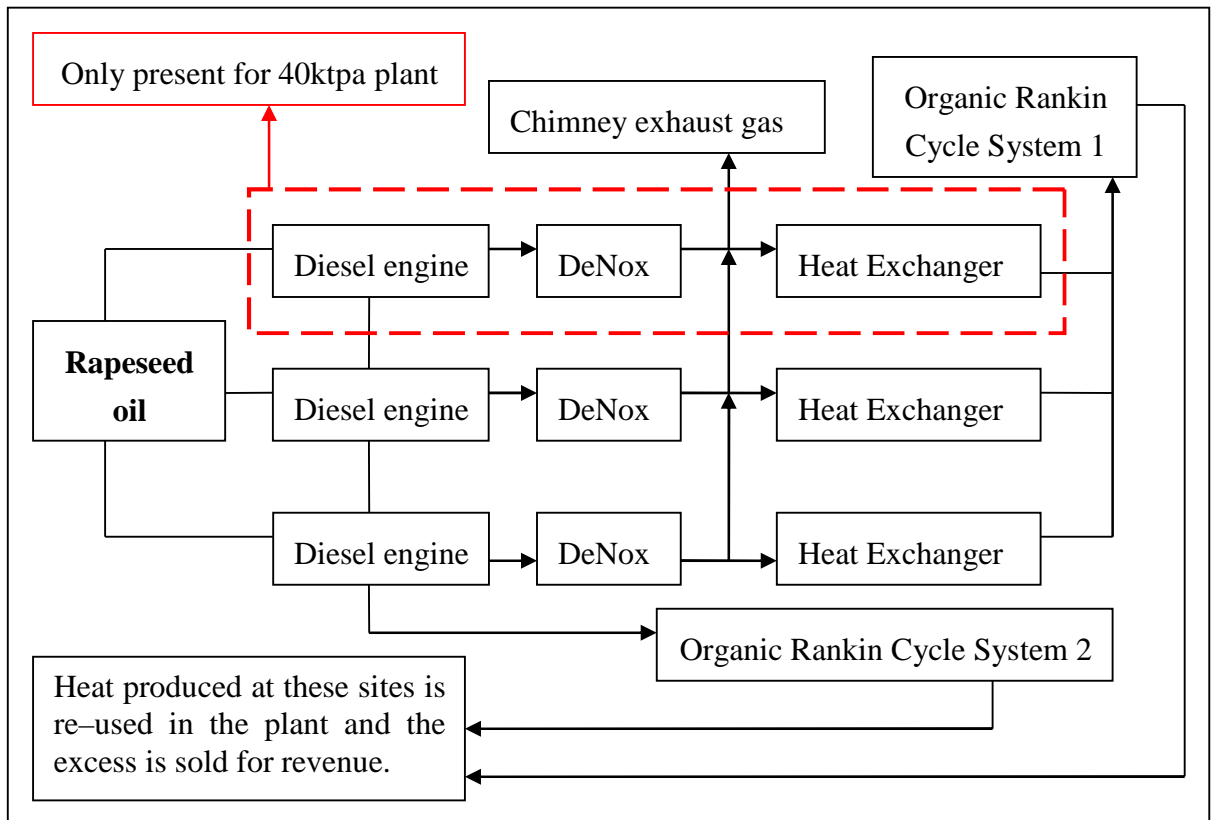 Only present for 40ktpa plant
Chimney exhaust gas
Organic Rankin
Cycle System 1
Diesel engine
DeNox
Heat Exchanger
Rapeseed
oil
Diesel engine
DeNox
Heat Exchanger
Diesel engine
DeNox
Heat Exchanger
Organic Rankin Cycle System 2
Heat produced at these sites is
re–used in the plant and the
excess is sold for revenue.